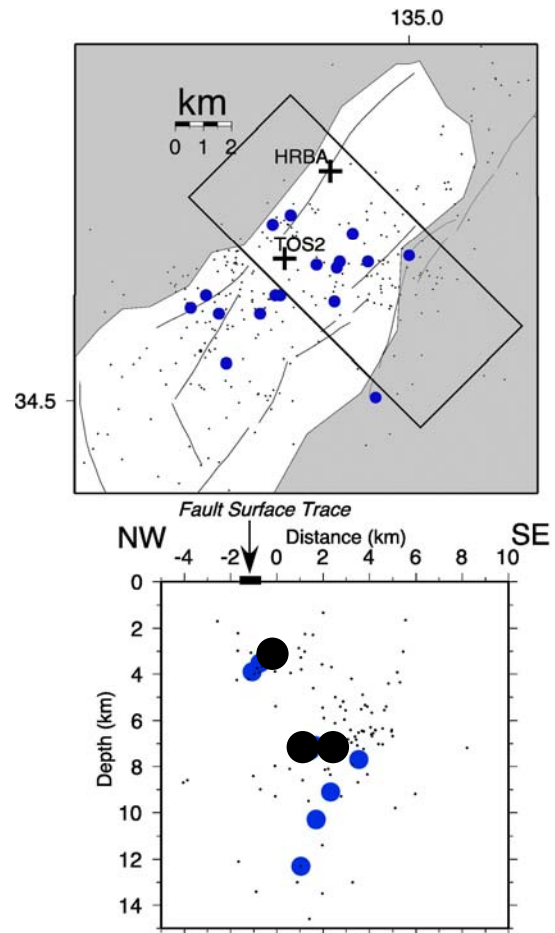 135.0
km
0 1 2
HRBA
TOS2
34.5
Fault Surface Trace
NW Distance (km) SE
-4 -2 0 2 4 6 8 10
0
2
4
6
8
10
12
14
Depth (km)